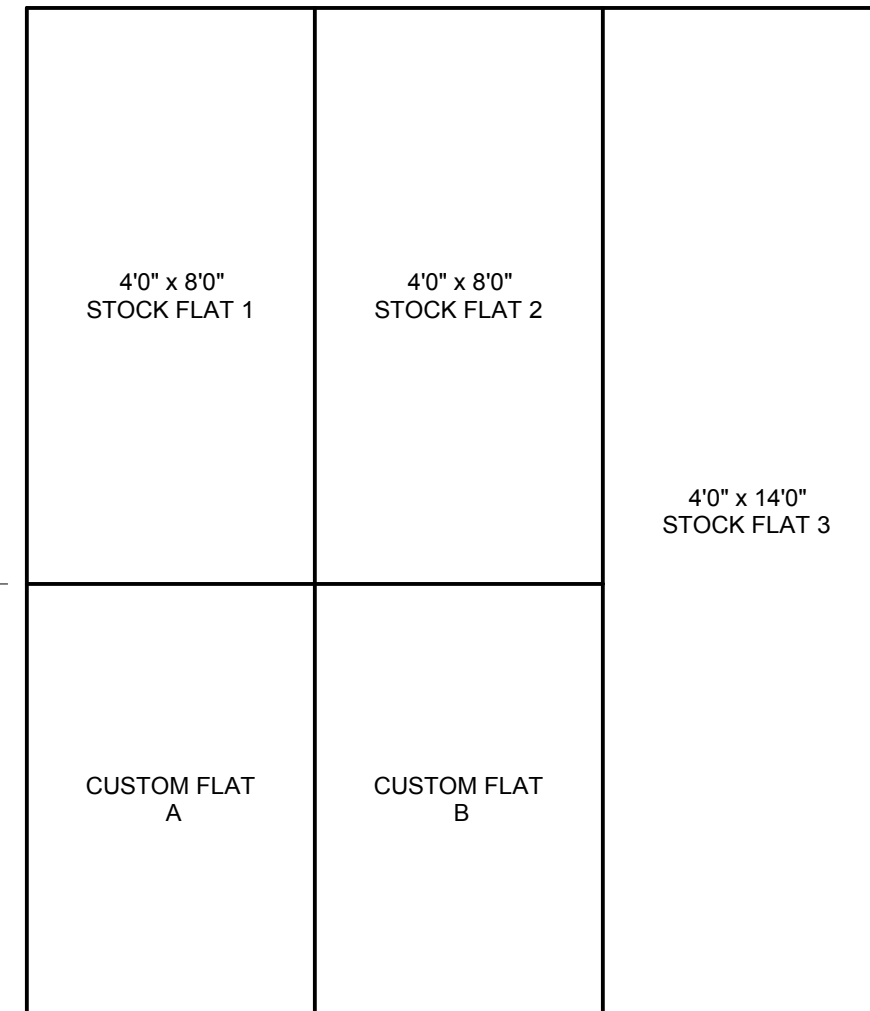 4'0" x 8'0"
STOCK FLAT 1
4'0" x 8'0"
STOCK FLAT 2
4'0" x 14'0"
STOCK FLAT 3
CUSTOM FLAT
A
CUSTOM FLAT
B